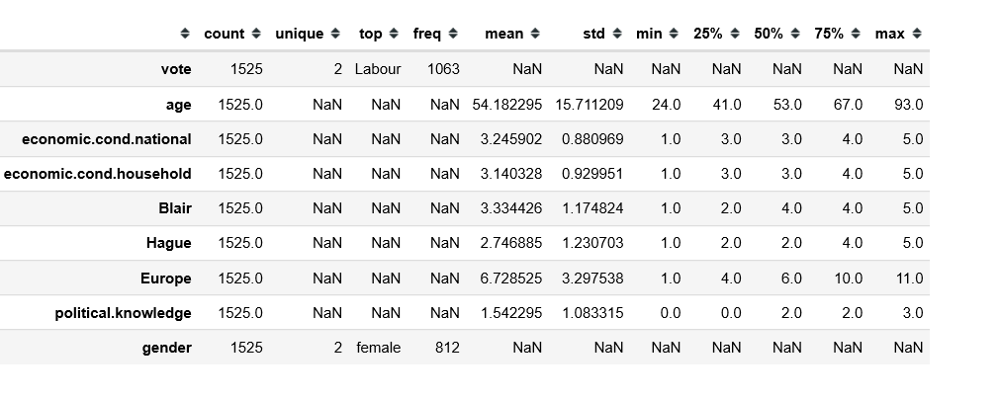 count unique top freq mean std min 25% 50% 75% max
vote 1525 2 Labour 1063 NaN NaN NaN NaN NaN NaN NaN
age 1525.0 NaN NaN NaN 54.182295 15.711209 24.0 41.0 53.0 67.0 93.0
economic.cond.national 1525.0 NaN NaN NaN 3.245902 0.880969 1.0 3.0 3.0 4.0 5.0
economic.cond.household 1525.0 NaN NaN NaN 3.140328 0.929951 1.0 3.0 3.0 4.0 5.0
Blair 1525.0 NaN NaN NaN 3.334426 1.174824 1.0 2.0 4.0 4.0 5.0
Hague 1525.0 NaN NaN NaN 2.746885 1.230703 1.0 2.0 2.0 4.0 5.0
Europe 1525.0 NaN NaN NaN 6.728525 3.297538 1.0 4.0 6.0 10.0 11.0
political.knowledge 1525.0 NaN NaN NaN 1.542295 1.083315 0.0 0.0 2.0 2.0 3.0
gender 1525 2 female 812 NaN NaN NaN NaN NaN NaN NaN